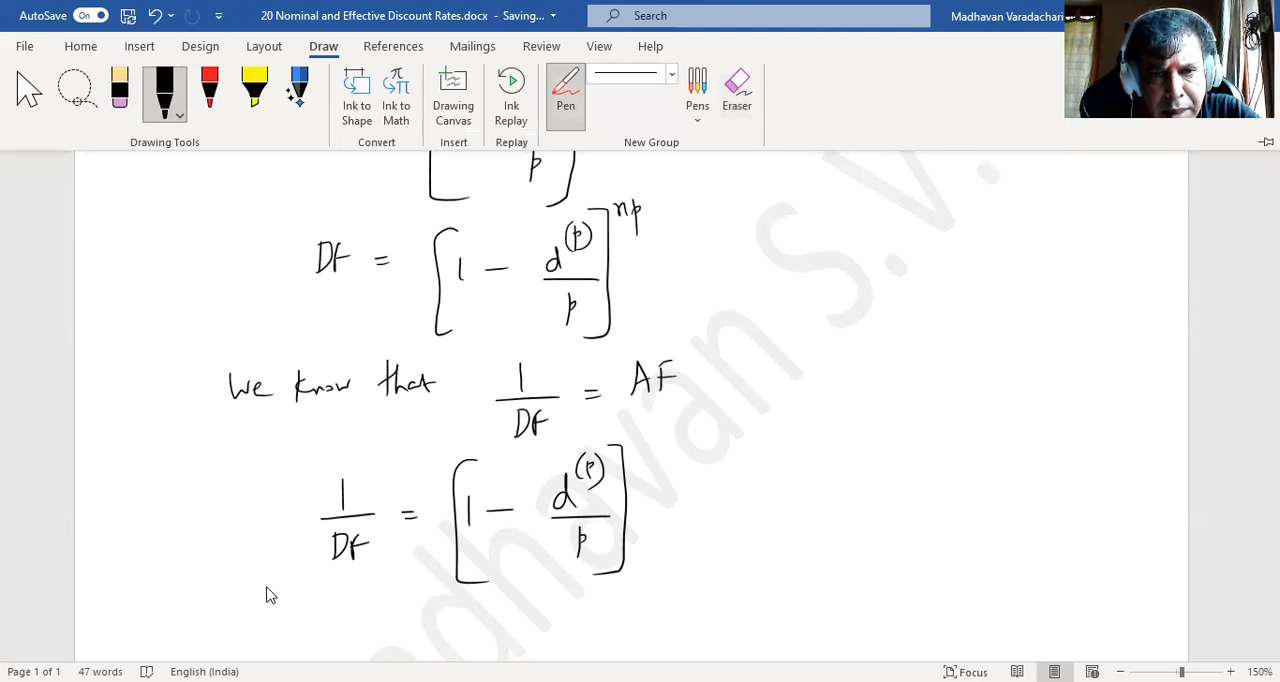 AutoSave On 20 Nominal and Effective Discount Rates.docx - Saving... Search Madhavan Varadachari
File Home Insert Design Layout Draw References Mailings Review View Help
Ink to Shape Ink to Math Drawing Canvas Ink Replay Pen Pens Eraser
Drawing Tools Convert Insert Replay New Group
p
DF = [1 - d^(p)/p]^np
We know that 1/DF = AF
1/DF = [1 - d^(p)/p]
adhavan S.V.
Page 1 of 1 47 words English (India) Focus 150%